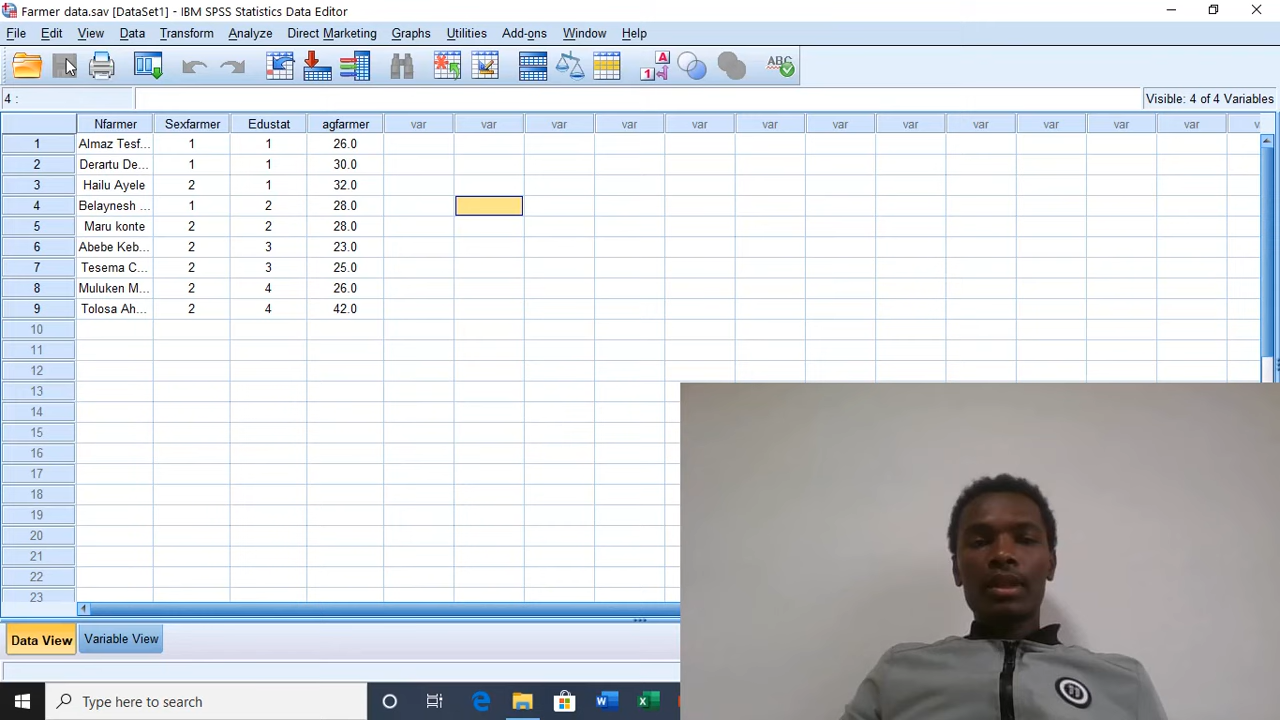 Farmer data.sav [DataSet1] - IBM SPSS Statistics Data Editor
File Edit View Data Transform Analyze Direct Marketing Graphs Utilities Add-ons Window Help
A 1 ABC
4 : Visible: 4 of 4 Variables
Nfarmer Sexfarmer Edustat agfarmer var var var var var var var var var var var var
1 Almaz Tesf... 1 1 26.0
2 Derartu De... 1 1 30.0
3 Hailu Ayele 2 1 32.0
4 Belaynesh ... 1 2 28.0
5 Maru konte 2 2 28.0
6 Abebe Keb... 2 3 23.0
7 Tesema C... 2 3 25.0
8 Muluken M... 2 4 26.0
9 Tolosa Ah... 2 4 42.0
10
11
12
13
14
15
16
17
18
19
20
21
22
23
Data View Variable View
Type here to search